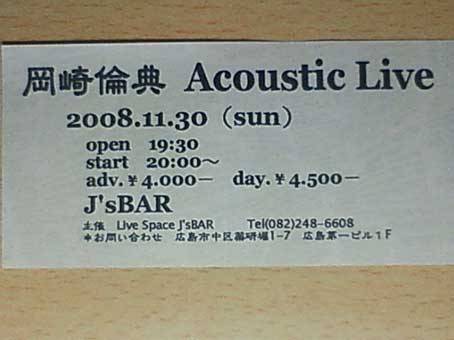 岡崎倫典 Acoustic Live
2008.11.30（sun）
open 19:30
start 20:00～
adv.￥4.000－ day.￥4.500－
J'sBAR
主催 Live Space J'sBAR Tel(082)248-6608
＊お問い合わせ 広島市中区薬研堀1-7 広島第一ビル１F